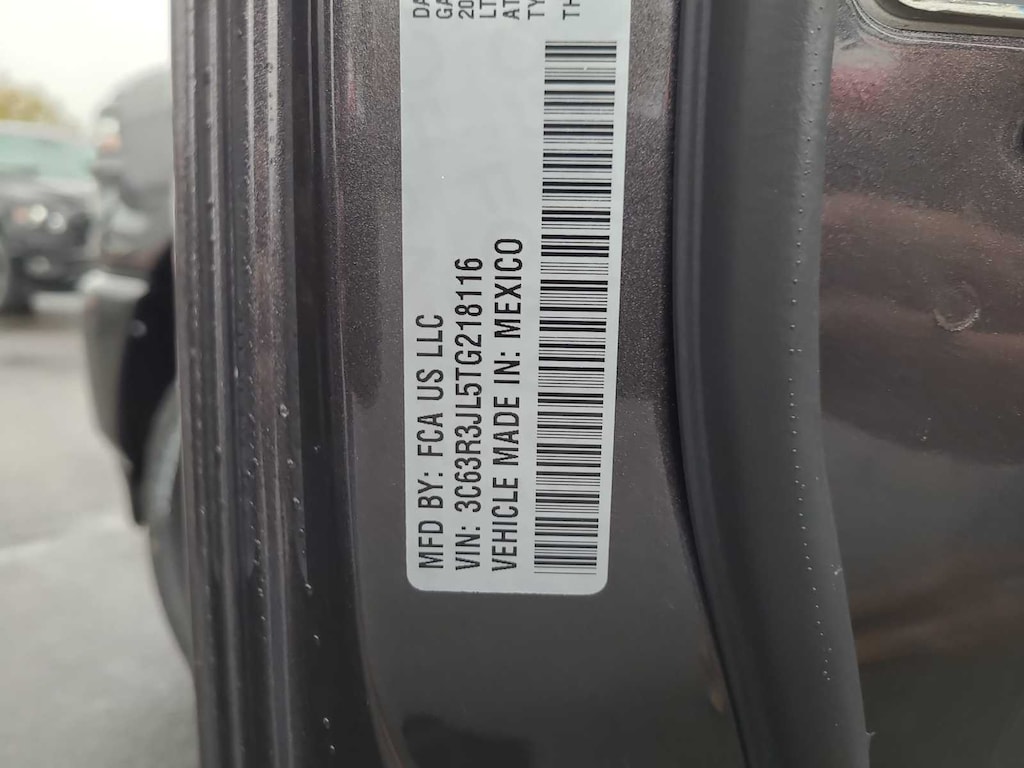 MFD BY: FCA US LLC
VIN: 3C63R3JL5TG218116
VEHICLE MADE IN: MEXICO